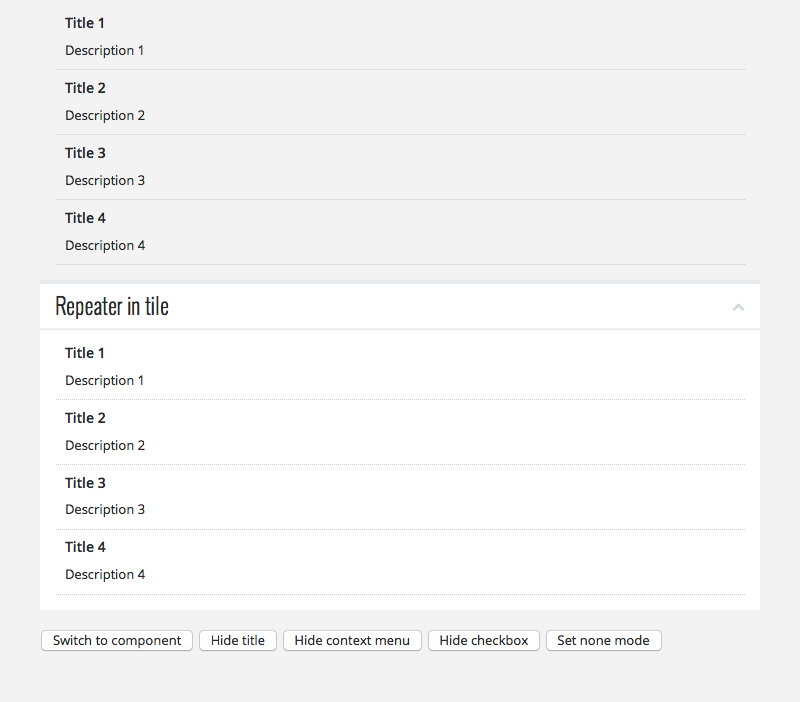 Title 1
Description 1
Title 2
Description 2
Title 3
Description 3
Title 4
Description 4
Repeater in tile
Title 1
Description 1
Title 2
Description 2
Title 3
Description 3
Title 4
Description 4
Switch to component Hide title Hide context menu Hide checkbox Set none mode